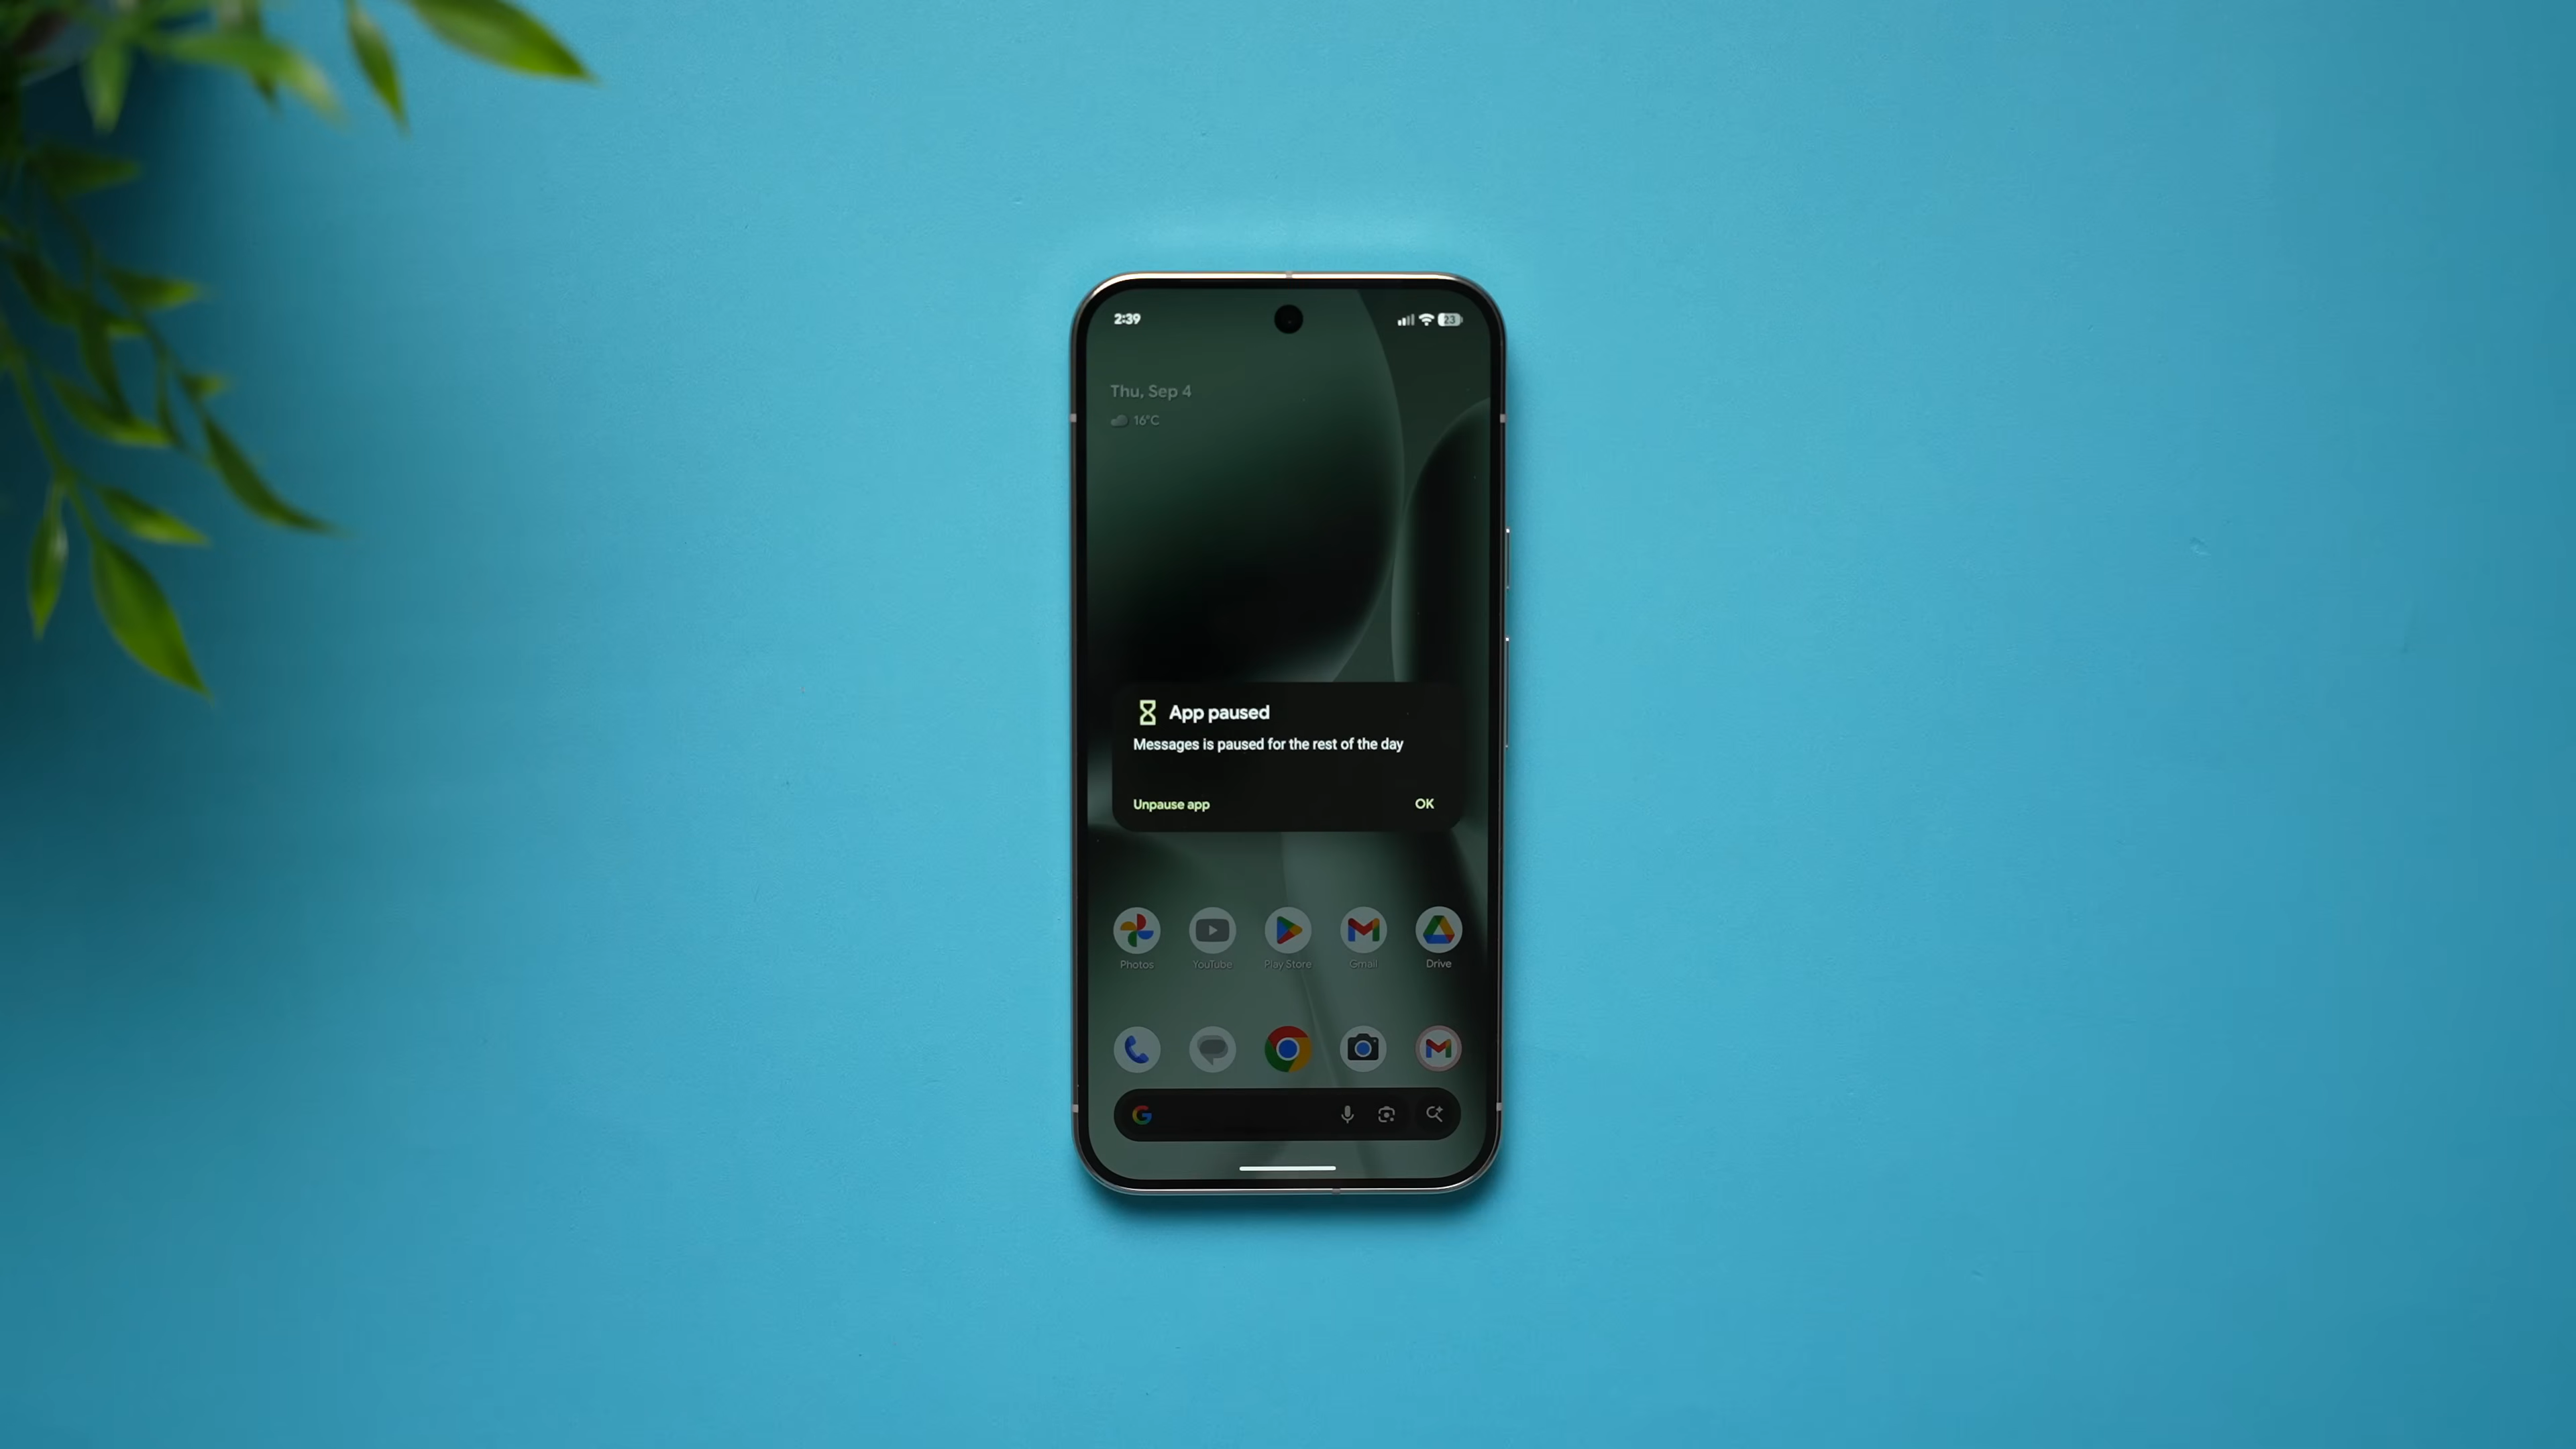 2:39
23
Thu, Sep 4
16°C
App paused
Messages is paused for the rest of the day
Unpause app OK
Photos YouTube Play Store Gmail Drive